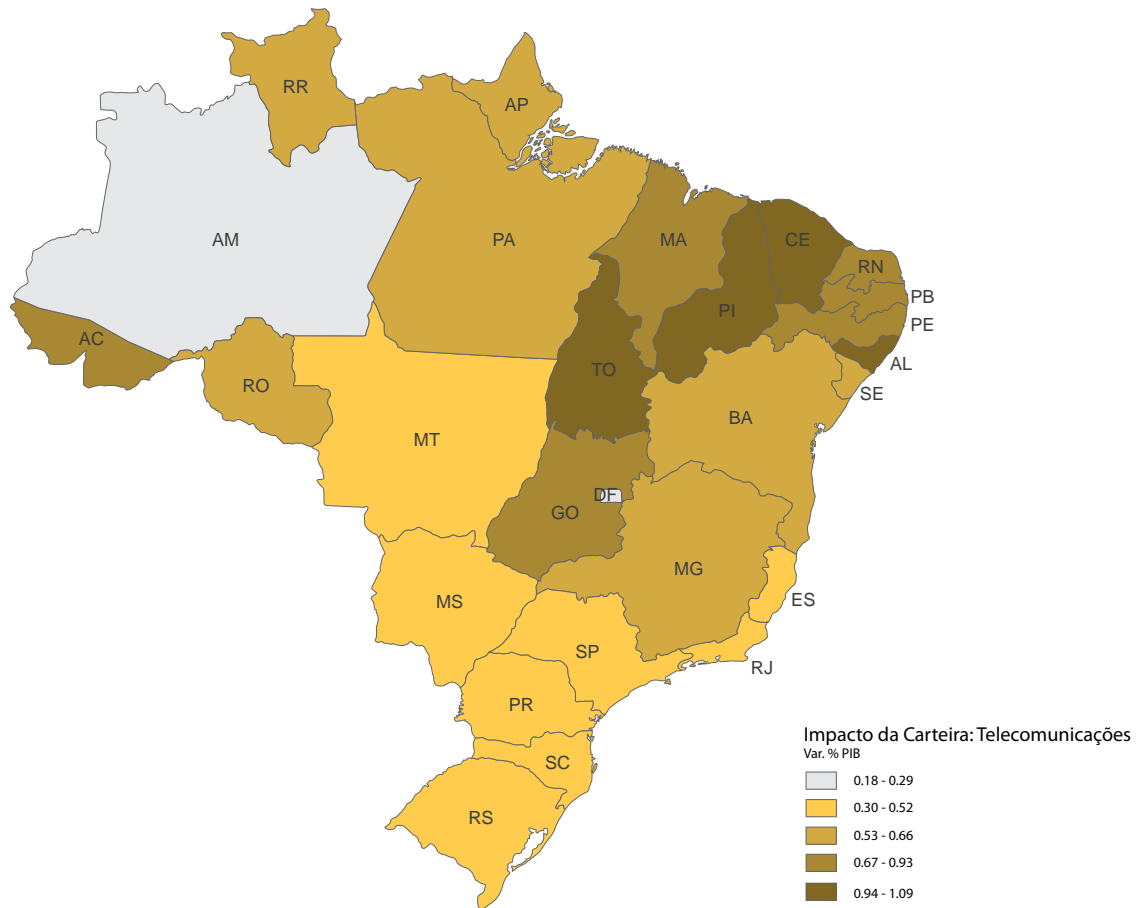 RR
AP
AM
PA
MA
CE
RN
PB
PI
PE
AC
AL
TO
RO
SE
BA
MT
DF
GO
MG
MS
ES
SP
RJ
PR
SC
RS
Impacto da Carteira: Telecomunicações
Var. % PIB
0.18 - 0.29
0.30 - 0.52
0.53 - 0.66
0.67 - 0.93
0.94 - 1.09